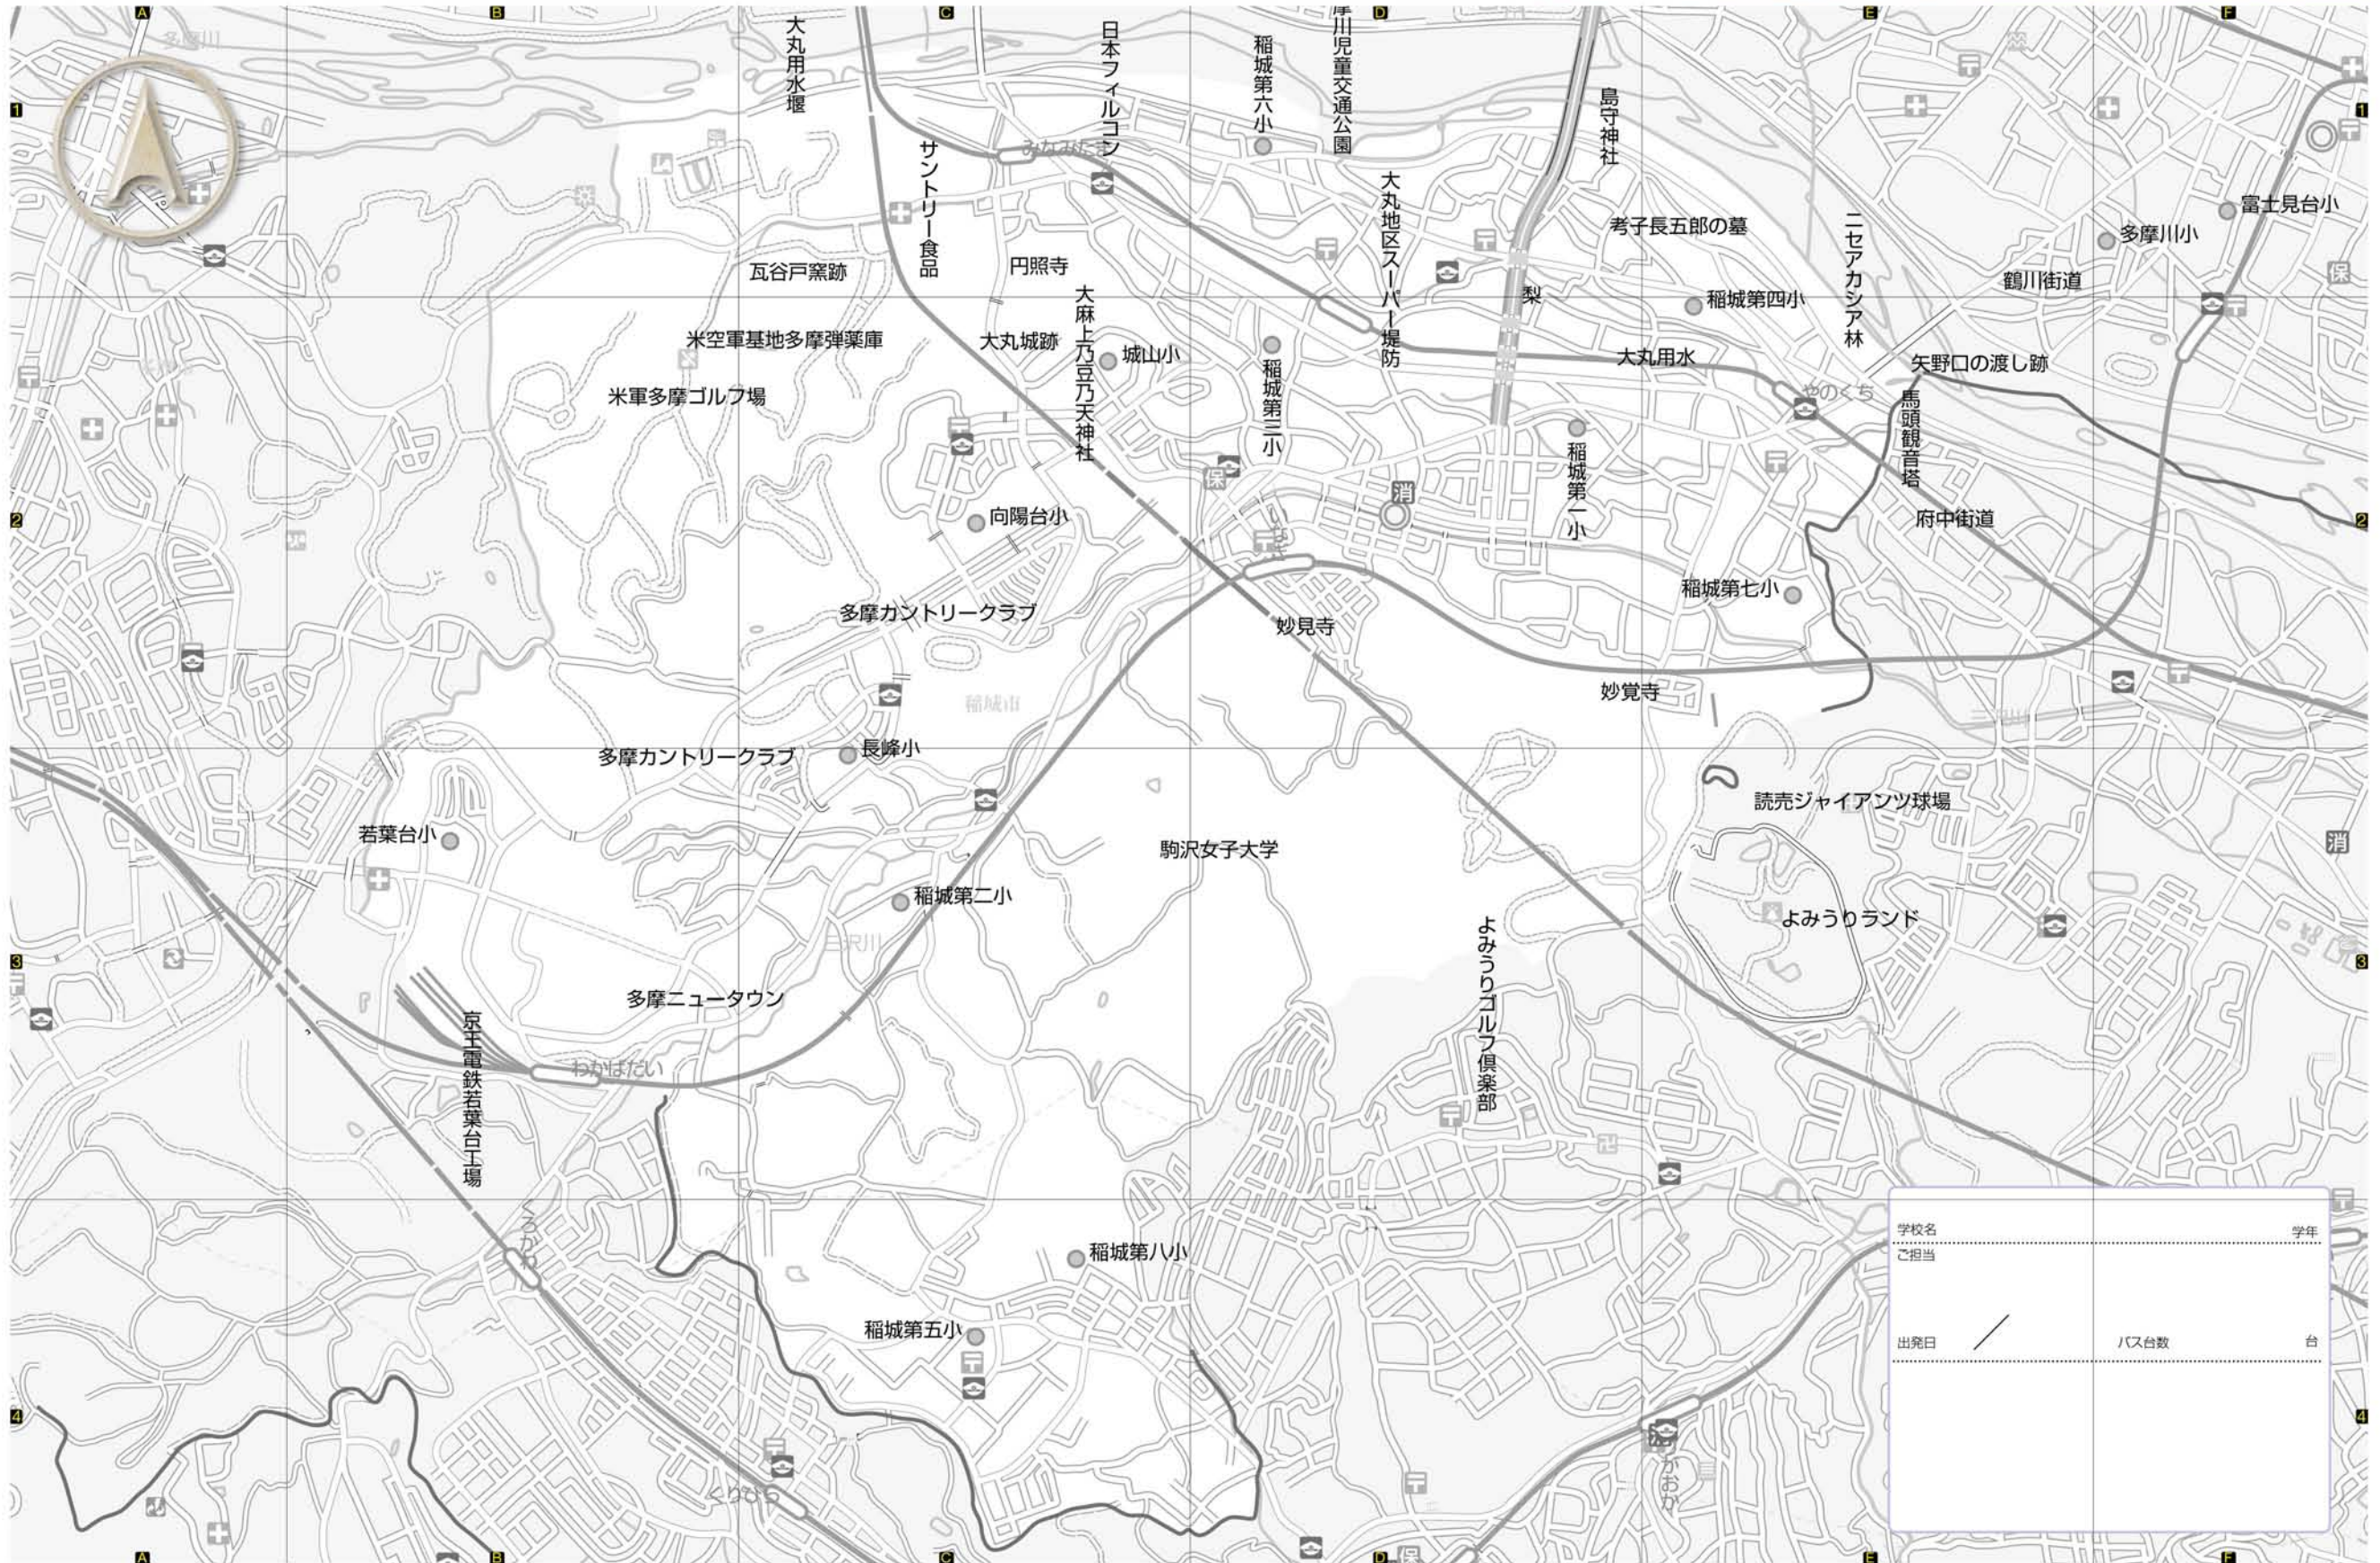 A
B
C
D
E
F
多摩川
大丸用水堰
日本フィルコン
稲城第六小
摩川児童交通公園
島守神社
1
1
みなみたま
サントリー食品
大丸地区スーパー堤防
富士見台小
考子長五郎の墓
ニセアカシア林
多摩川小
瓦谷戸窯跡
円照寺
鶴川街道
保
大麻止乃豆乃天神社
梨
稲城第四小
米空軍基地多摩弾薬庫
大丸城跡
城山小
稲城第三小
大丸用水
矢野口の渡し跡
米軍多摩ゴルフ場
やのくち
馬頭観音塔
稲城第一小
保
消
2
2
向陽台小
府中街道
稲城第七小
多摩カントリークラブ
妙見寺
妙覚寺
稲城市
三沢川
多摩カントリークラブ
長峰小
読売ジャイアンツ球場
若葉台小
駒沢女子大学
消
稲城第二小
よみうりランド
三沢川
よみうりゴルフ倶楽部
3
3
多摩ニュータウン
京王電鉄若葉台工場
わかばだい
くろかわ
学校名
学年
稲城第八小
ご担当
稲城第五小
出発日
バス台数
台
4
4
くりひら
A
B
C
D
保
E
F